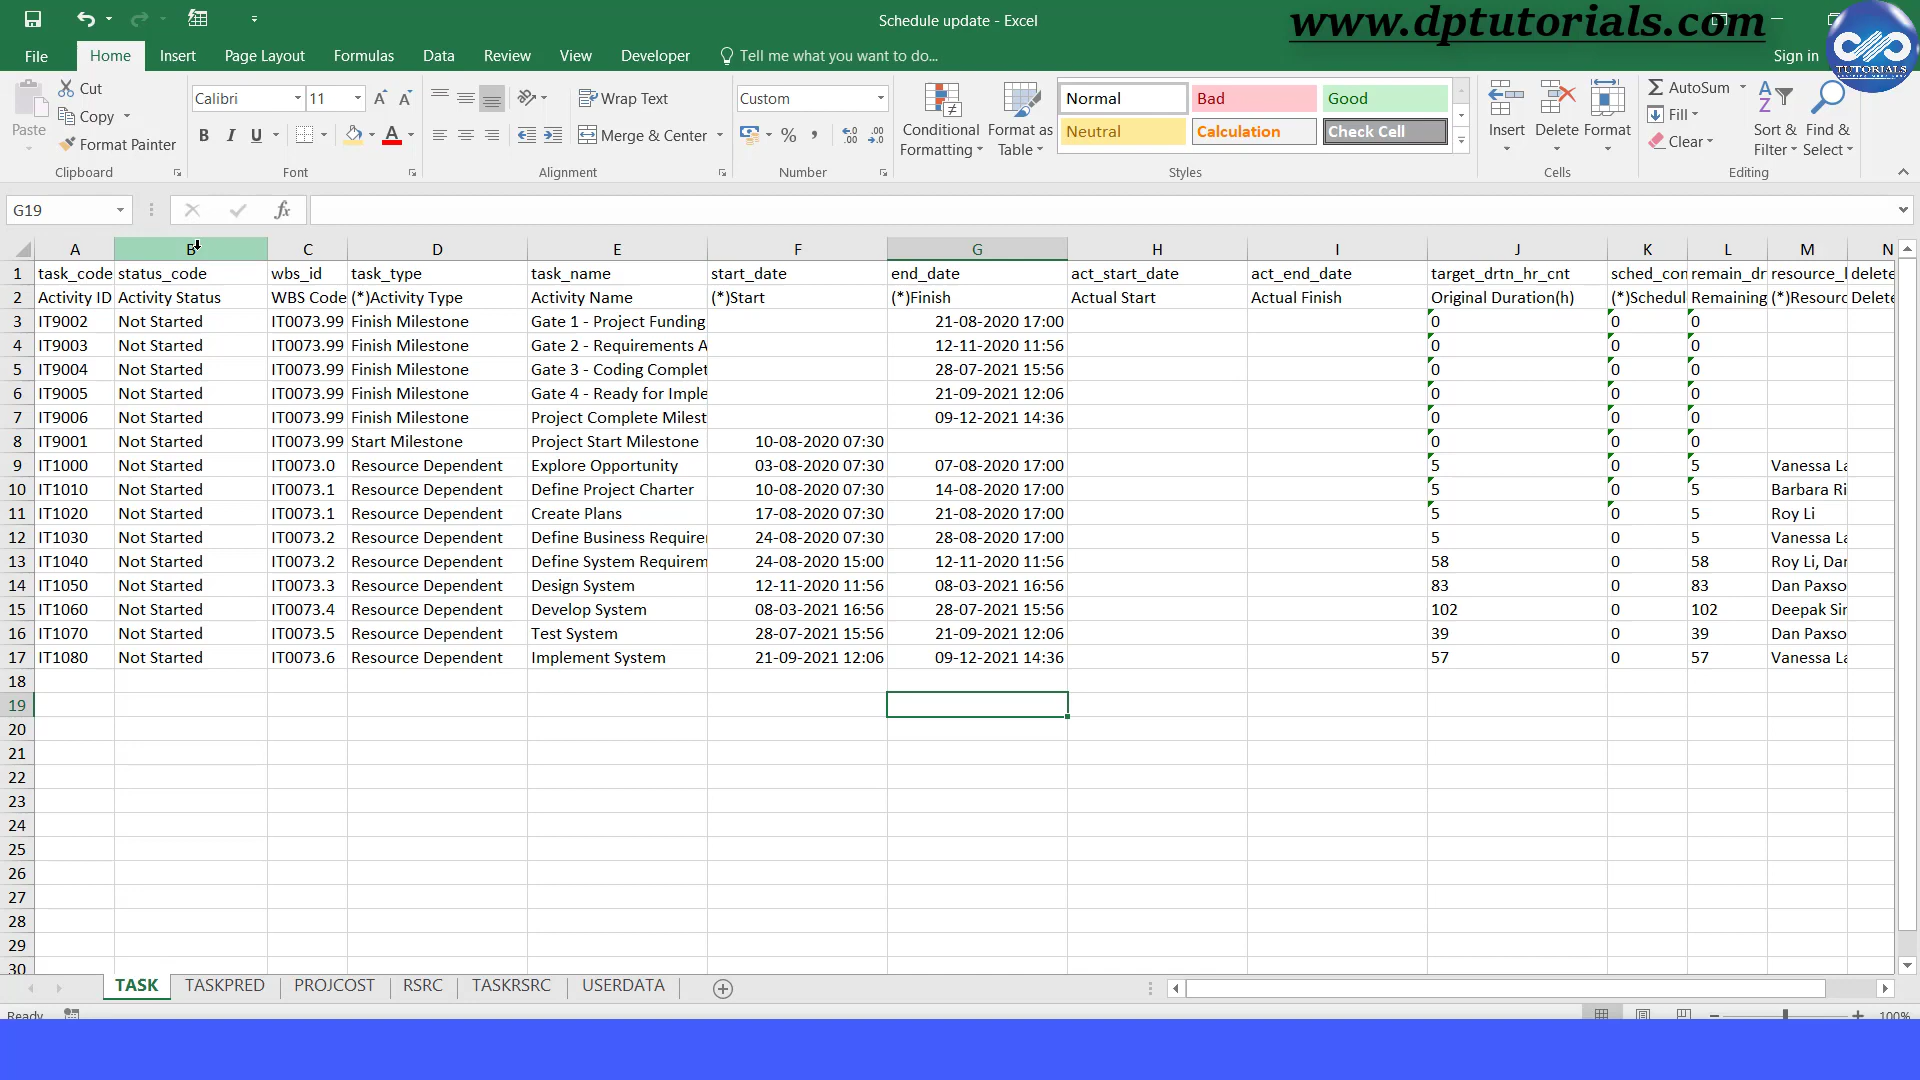 Schedule update - Excel
www.dptutorials.com
File Home Insert Page Layout Formulas Data Review View Developer Tell me what you want to do... Sign in
TUTORIALS
Paste Cut Copy Format Painter Clipboard
Calibri 11 A A B I U A Font
Wrap Text Merge & Center Alignment
Custom % , Number
Conditional Formatting Format as Table
Normal Bad Good
Neutral Calculation Check Cell
Styles
Insert Delete Format Cells
AutoSum Fill Clear Sort & Filter Find & Select Editing
G19 fx
A B C D E F G H I J K L M N
1 task_code status_code wbs_id task_type task_name start_date end_date act_start_date act_end_date target_drtn_hr_cnt sched_con remain_dr resource_l delete
2 Activity ID Activity Status WBS Code (*)Activity Type Activity Name (*)Start (*)Finish Actual Start Actual Finish Original Duration(h) (*)Schedul Remaining (*)Resourc Delete
3 IT9002 Not Started IT0073.99 Finish Milestone Gate 1 - Project Funding 21-08-2020 17:00 0 0 0
4 IT9003 Not Started IT0073.99 Finish Milestone Gate 2 - Requirements A 12-11-2020 11:56 0 0 0
5 IT9004 Not Started IT0073.99 Finish Milestone Gate 3 - Coding Complet 28-07-2021 15:56 0 0 0
6 IT9005 Not Started IT0073.99 Finish Milestone Gate 4 - Ready for Imple 21-09-2021 12:06 0 0 0
7 IT9006 Not Started IT0073.99 Finish Milestone Project Complete Milest 09-12-2021 14:36 0 0 0
8 IT9001 Not Started IT0073.99 Start Milestone Project Start Milestone 10-08-2020 07:30 0 0 0
9 IT1000 Not Started IT0073.0 Resource Dependent Explore Opportunity 03-08-2020 07:30 07-08-2020 17:00 5 0 5 Vanessa La
10 IT1010 Not Started IT0073.1 Resource Dependent Define Project Charter 10-08-2020 07:30 14-08-2020 17:00 5 0 5 Barbara Ri
11 IT1020 Not Started IT0073.1 Resource Dependent Create Plans 17-08-2020 07:30 21-08-2020 17:00 5 0 5 Roy Li
12 IT1030 Not Started IT0073.2 Resource Dependent Define Business Require 24-08-2020 07:30 28-08-2020 17:00 5 0 5 Vanessa La
13 IT1040 Not Started IT0073.2 Resource Dependent Define System Requirem 24-08-2020 15:00 12-11-2020 11:56 58 0 58 Roy Li, Dan
14 IT1050 Not Started IT0073.3 Resource Dependent Design System 12-11-2020 11:56 08-03-2021 16:56 83 0 83 Dan Paxson
15 IT1060 Not Started IT0073.4 Resource Dependent Develop System 08-03-2021 16:56 28-07-2021 15:56 102 0 102 Deepak Sin
16 IT1070 Not Started IT0073.5 Resource Dependent Test System 28-07-2021 15:56 21-09-2021 12:06 39 0 39 Dan Paxso
17 IT1080 Not Started IT0073.6 Resource Dependent Implement System 21-09-2021 12:06 09-12-2021 14:36 57 0 57 Vanessa La
18
19
20
21
22
23
24
25
26
27
28
29
30
TASK TASKPRED PROJCOST RSRC TASKRSRC USERDATA
Ready 100%